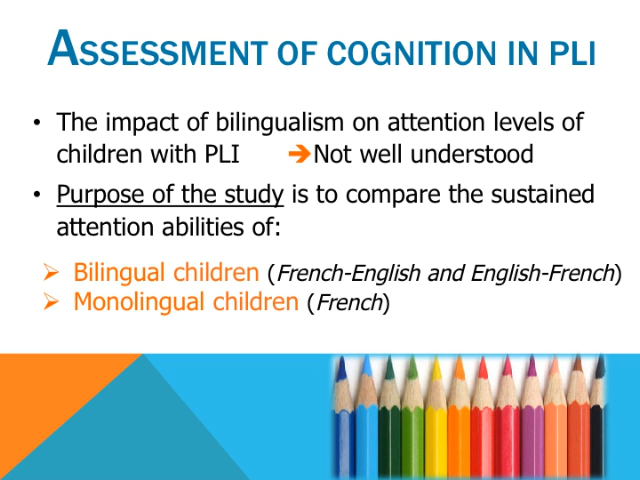 ASSESSMENT OF COGNITION IN PLI
• The impact of bilingualism on attention levels of
children with PLI ➔Not well understood
• Purpose of the study is to compare the sustained
attention abilities of:
➢ Bilingual children (French-English and English-French)
➢ Monolingual children (French)